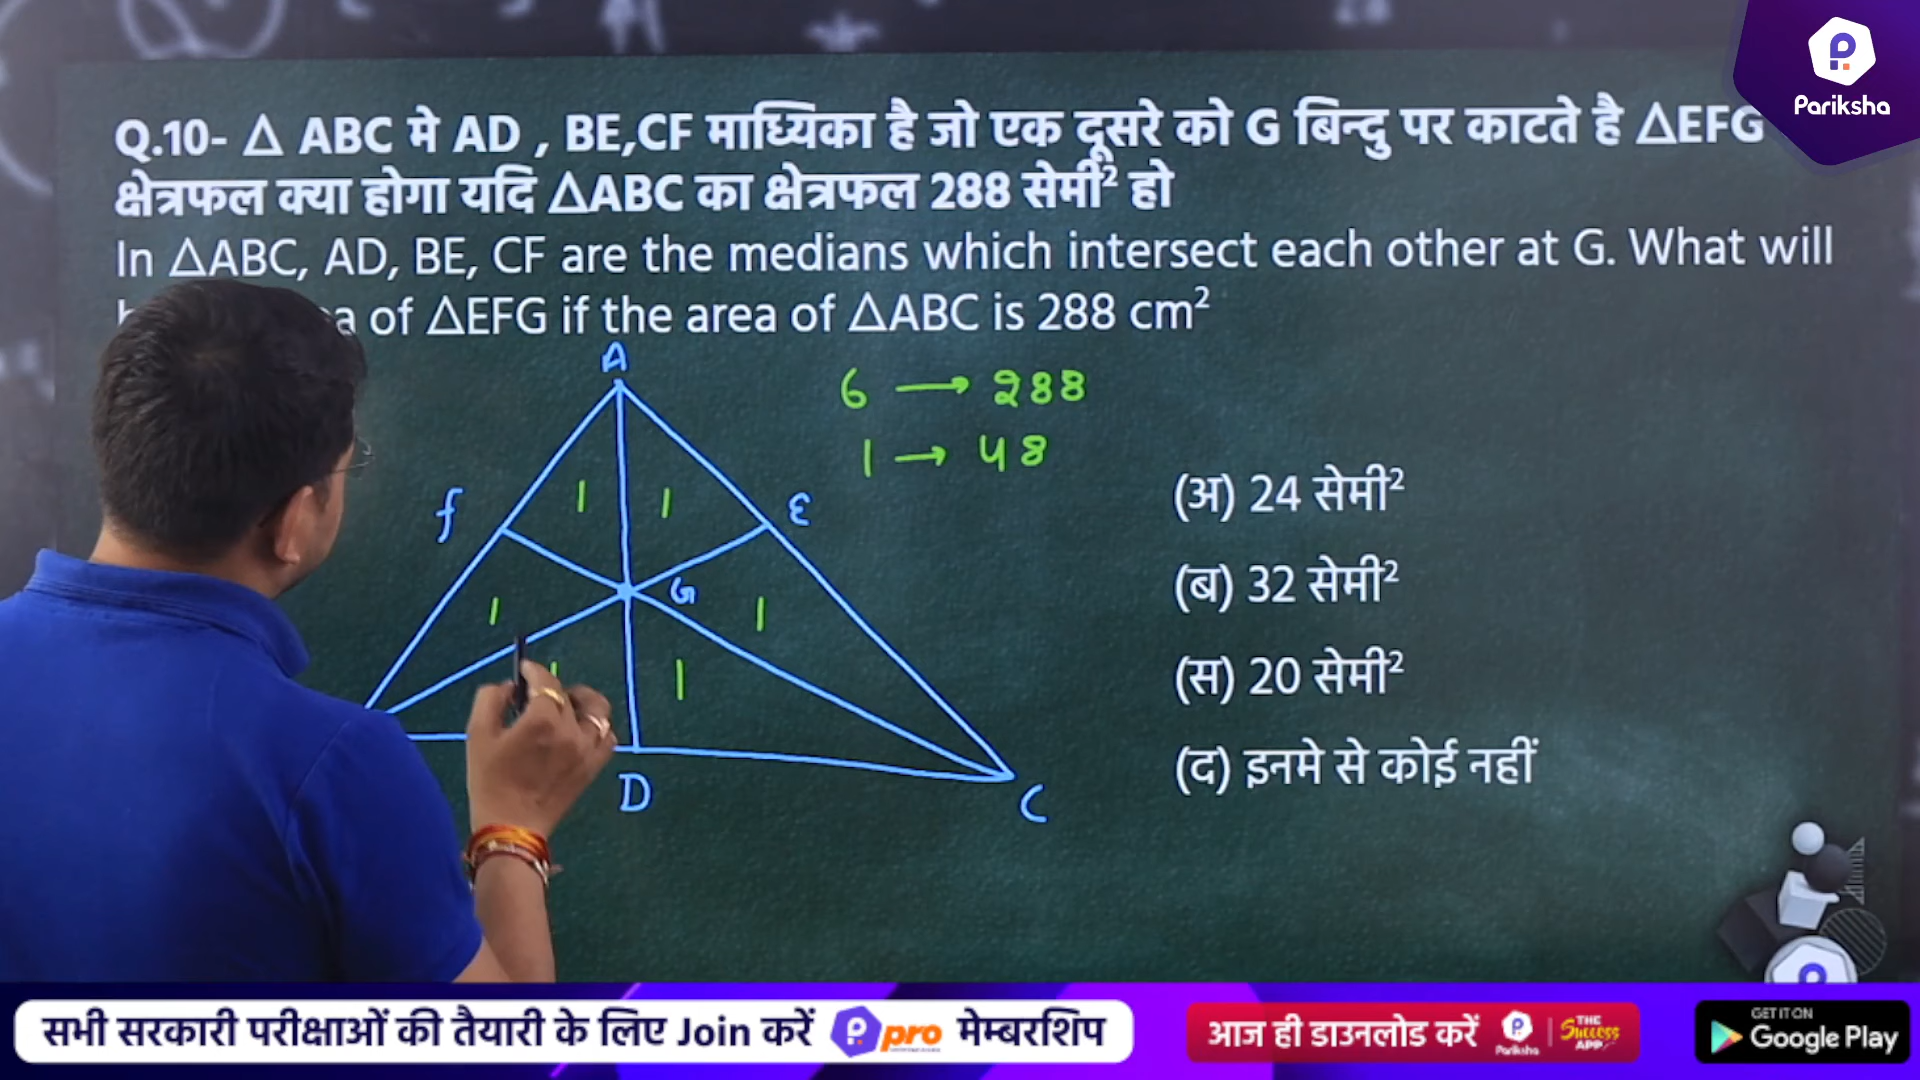 Pariksha
Q.10- △ ABC मे AD , BE,CF माध्यिका है जो एक दूसरे को G बिन्दु पर काटते है △EFG
क्षेत्रफल क्या होगा यदि △ABC का क्षेत्रफल 288 सेमी² हो
In △ABC, AD, BE, CF are the medians which intersect each other at G. What will
of △EFG if the area of △ABC is 288 cm²
A
6 → 288
1 → 48
f
1
1
E
1
G
1
1
D
C
(अ) 24 सेमी²
(ब) 32 सेमी²
(स) 20 सेमी²
(द) इनमे से कोई नहीं
सभी सरकारी परीक्षाओं की तैयारी के लिए Join करें pro मेम्बरशिप
आज ही डाउनलोड करें Pariksha THE Success APP
GET IT ON
Google Play